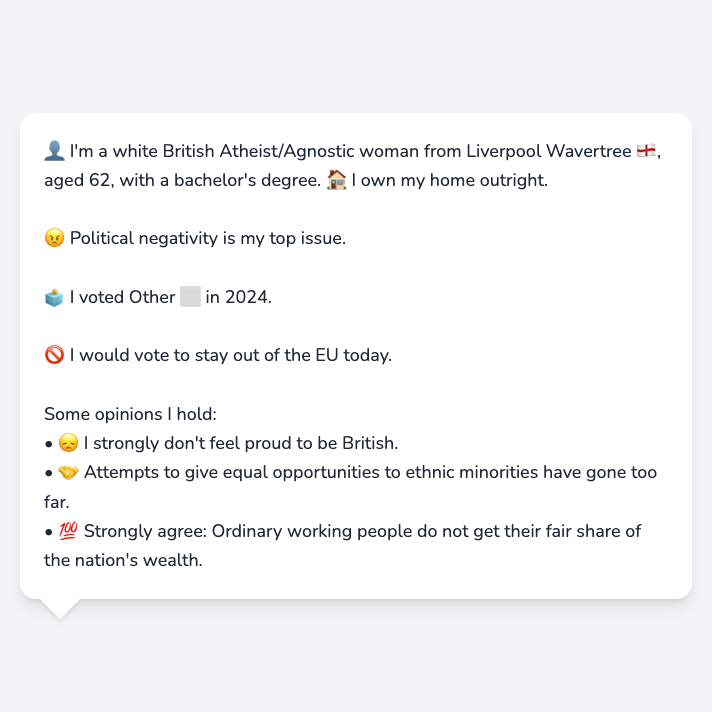 👤 I'm a white British Atheist/Agnostic woman from Liverpool Wavertree 🏴󠁧󠁢󠁥󠁮󠁧󠁿,
aged 62, with a bachelor's degree. 🏠 I own my home outright.
😠 Political negativity is my top issue.
🗳️ I voted Other ⬜ in 2024.
🚫 I would vote to stay out of the EU today.
Some opinions I hold:
• 😞 I strongly don't feel proud to be British.
• 🤝 Attempts to give equal opportunities to ethnic minorities have gone too
far.
• 💯 Strongly agree: Ordinary working people do not get their fair share of
the nation's wealth.